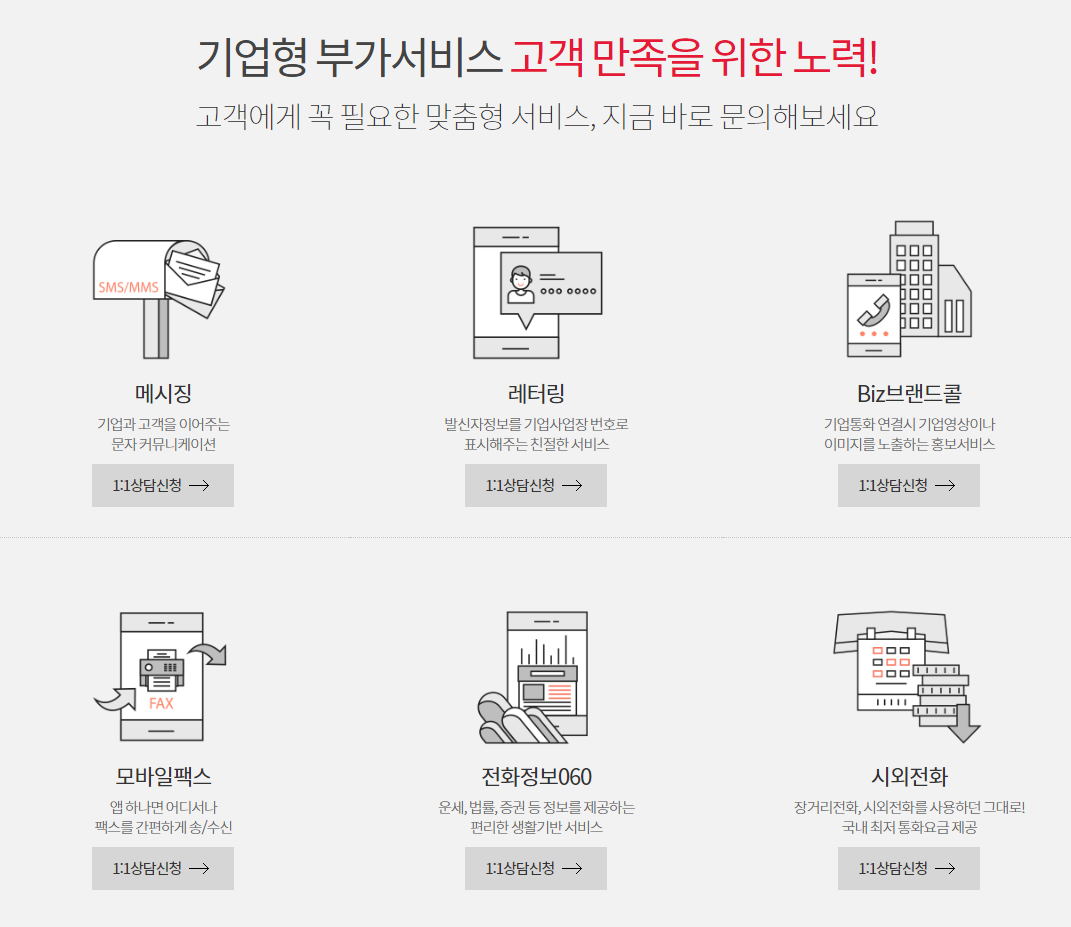 기업형 부가서비스 고객 만족을 위한 노력!
고객에게 꼭 필요한 맞춤형 서비스, 지금 바로 문의해보세요
SMS/MMS
메시징
기업과 고객을 이어주는
문자 커뮤니케이션
1:1상담신청
레터링
발신자정보를 기업사업장 번호로
표시해주는 친절한 서비스
1:1상담신청
Biz브랜드콜
기업통화 연결시 기업영상이나
이미지를 노출하는 홍보서비스
1:1상담신청
FAX
모바일팩스
앱 하나면 어디서나
팩스를 간편하게 송/수신
1:1상담신청
전화정보060
운세, 법률, 증권 등 정보를 제공하는
편리한 생활기반 서비스
1:1상담신청
시외전화
장거리전화, 시외전화를 사용하던 그대로!
국내 최저 통화요금 제공
1:1상담신청